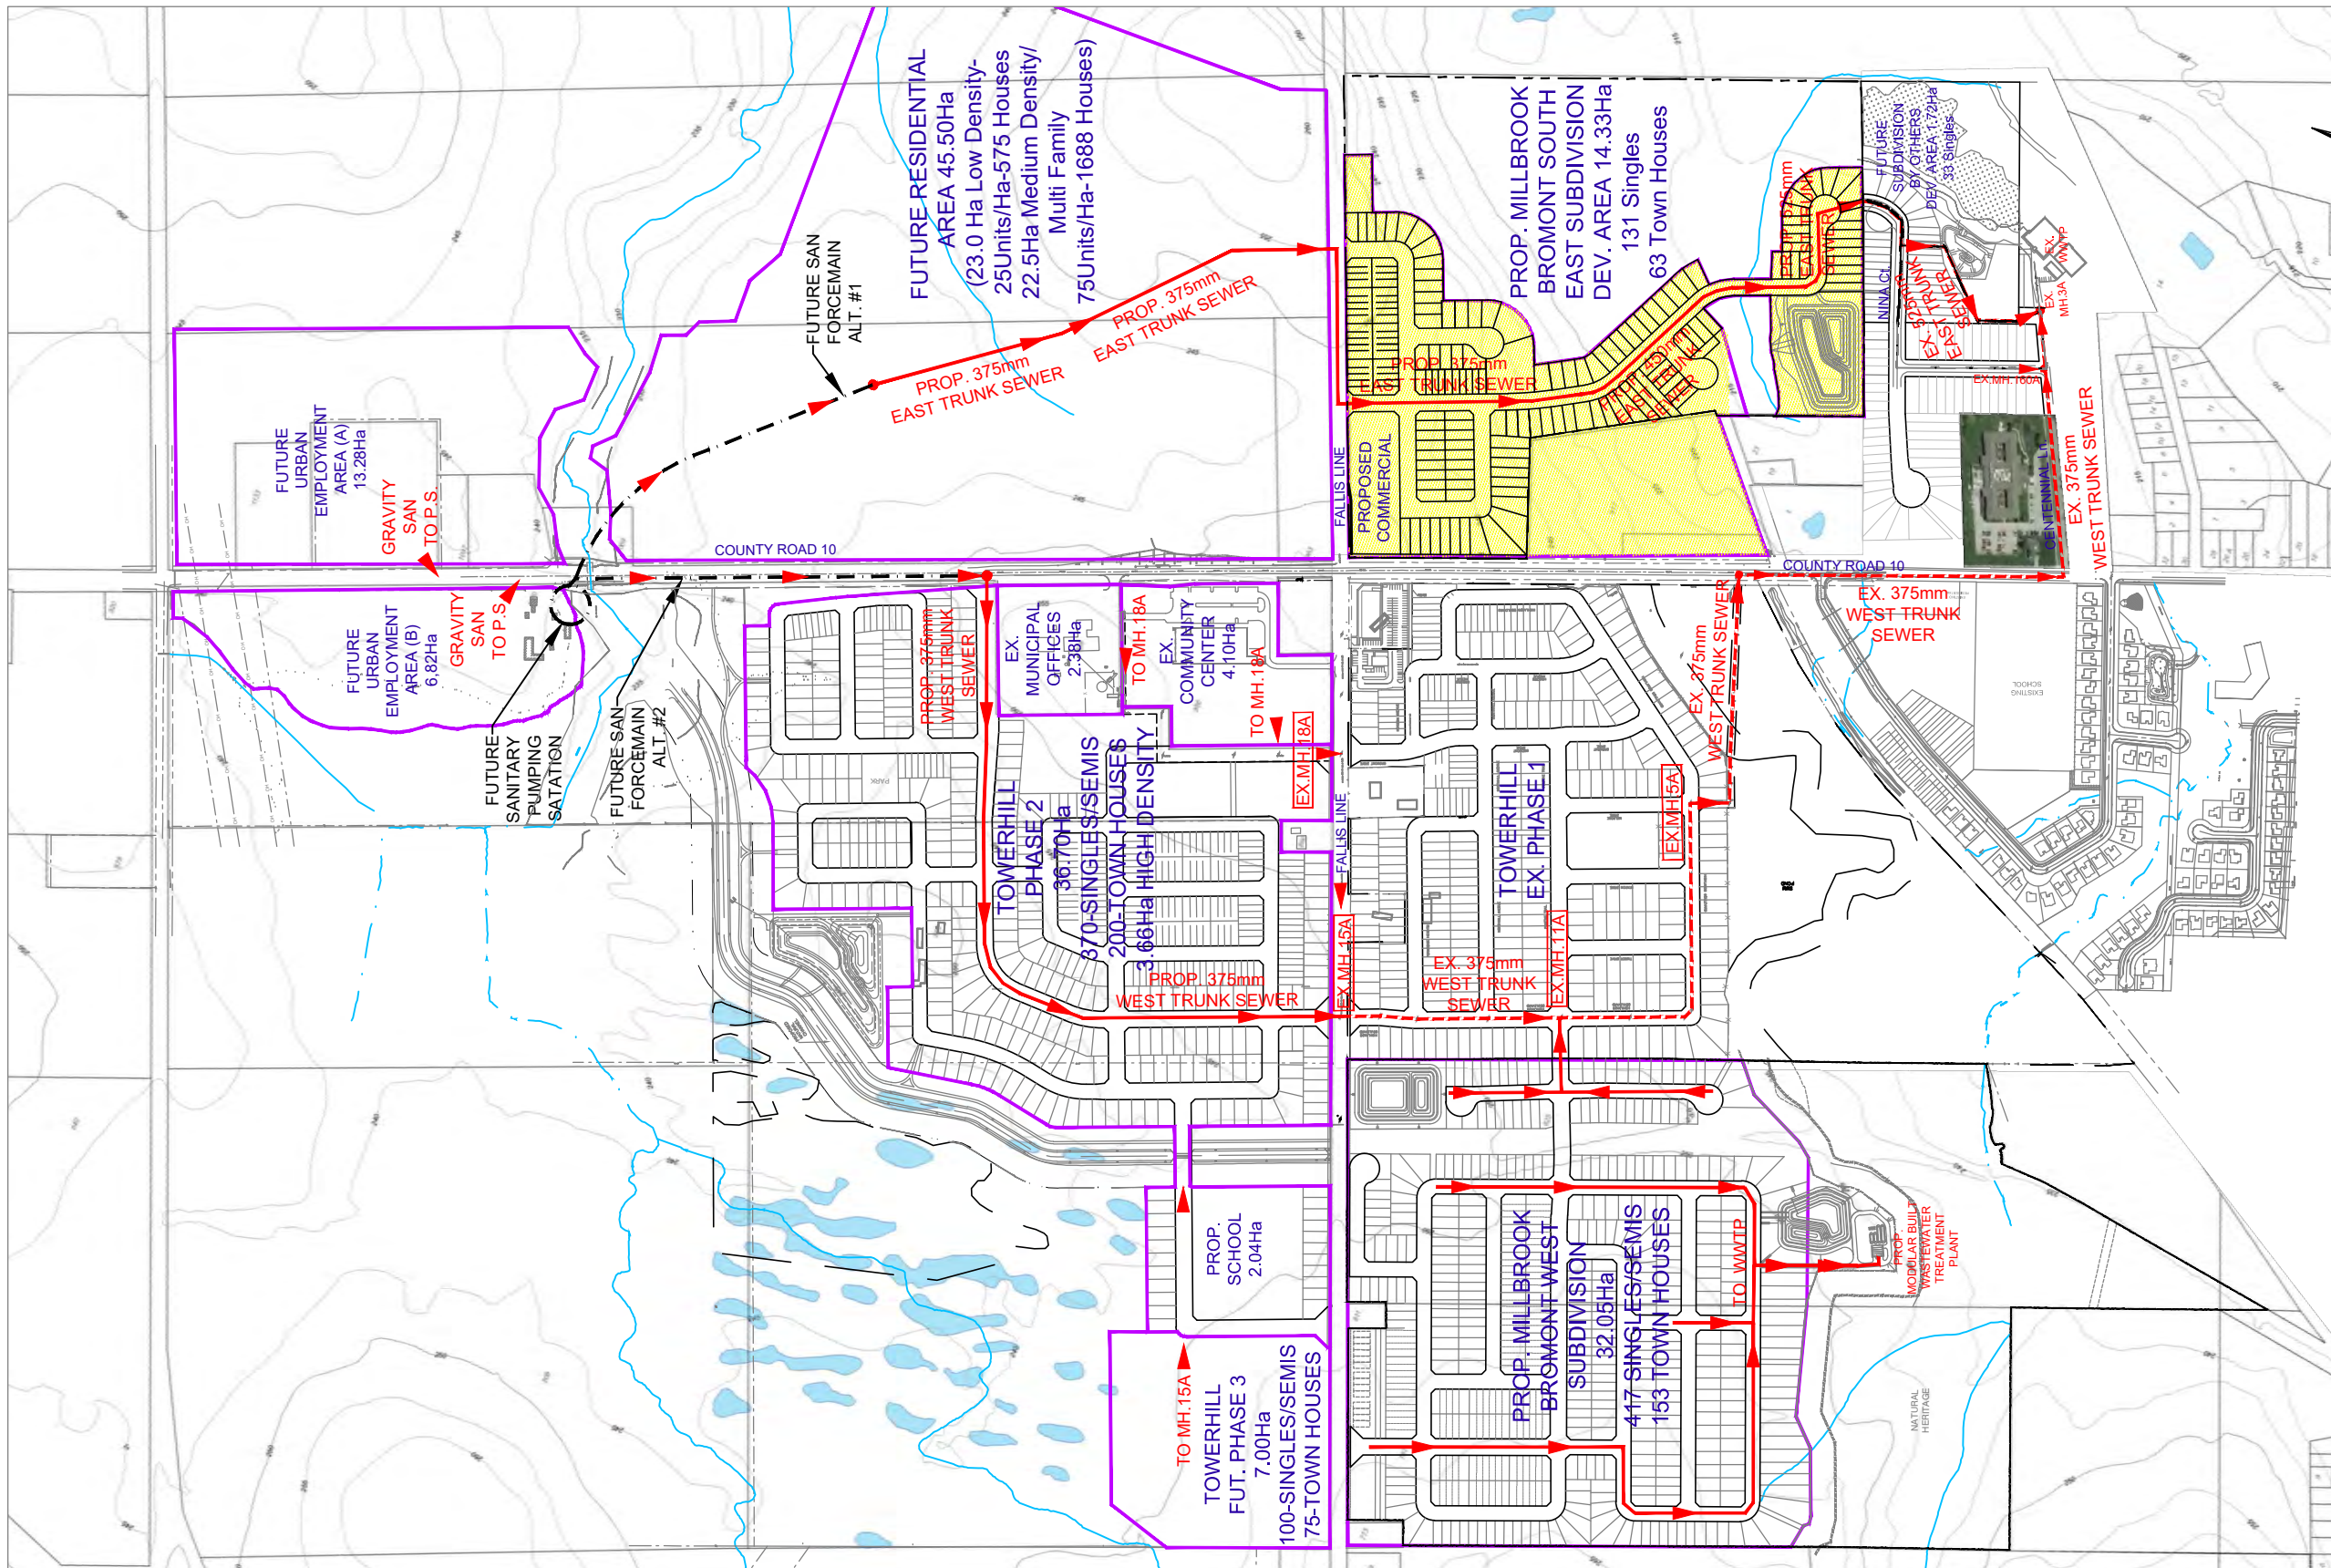 FUTURE RESIDENTIAL
AREA 45.50Ha
(23.0 Ha Low Density-
25Units/Ha-575 Houses
22.5Ha Medium Density/
Multi Family
75Units/Ha-1688 Houses)
FUTURE SAN
FORCEMAIN
ALT. #1
PROP. 375mm
EAST TRUNK SEWER
PROP. 375mm
EAST TRUNK SEWER
FUTURE
URBAN
EMPLOYMENT
AREA (A)
13.28Ha
GRAVITY
SAN
TO P.S.
COUNTY ROAD 10
FUTURE
URBAN
EMPLOYMENT
AREA (B)
6,82Ha
GRAVITY
SAN
TO P.S.
FUTURE
SANITARY
PUMPING
SATATION
FUTURE SAN
FORCEMAIN
ALT.#2
PROP. MILLBROOK
BROMONT SOUTH
EAST SUBDIVISION
DEV. AREA 14.33Ha
131 Singles
63 Town Houses
PROP. 525mm
EAST TRUNK
SEWER
PROP. 375mm
EAST TRUNK SEWER
PROP. 450mm
EAST TRUNK
SEWER
PROPOSED
COMMERCIAL
FALLIS LINE
FUTURE
SUBDIVISION
BY OTHERS
DEV. AREA 1.72Ha
33 Singles
NINA Ct.
EX. 525mm
EAST TRUNK
SEWER
EX.
WWTP
EX.
MH.3A
EX.MH.160A
CENTENNIAL Ln.
EX. 375mm
WEST TRUNK SEWER
COUNTY ROAD 10
EX. 375mm
WEST TRUNK
SEWER
EXISTING
SCHOOL
PROP. 375mm
WEST TRUNK
SEWER
EX.
MUNICIPAL
OFFICES
2.38Ha
TO MH.18A
EX.
COMMUNITY
CENTER
4.10Ha
TO MH.18A
EX.MH.18A
PARK
TOWERHILL
PHASE 2
36.70Ha
370-SINGLES/SEMIS
200-TOWN HOUSES
3.66Ha HIGH DENSITY
PROP. 375mm
WEST TRUNK SEWER
FALLIS LINE
EX.MH.15A
TOWERHILL
EX. PHASE 1
EX. 375mm
WEST TRUNK SEWER
EX.MH.5A
EX.MH.11A
EX. 375mm
WEST TRUNK
SEWER
PROP.
SCHOOL
2.04Ha
TO MH.15A
TOWERHILL
FUT. PHASE 3
7.00Ha
100-SINGLES/SEMIS
75-TOWN HOUSES
PROP. MILLBROOK
BROMONT WEST
SUBDIVISION
32.05Ha
417 SINGLES/SEMIS
153 TOWN HOUSES
TO WWTP
PROP.
MODULAR BUILT
WASTEWATER
TREATMENT
PLANT
NATURAL
HERITAGE